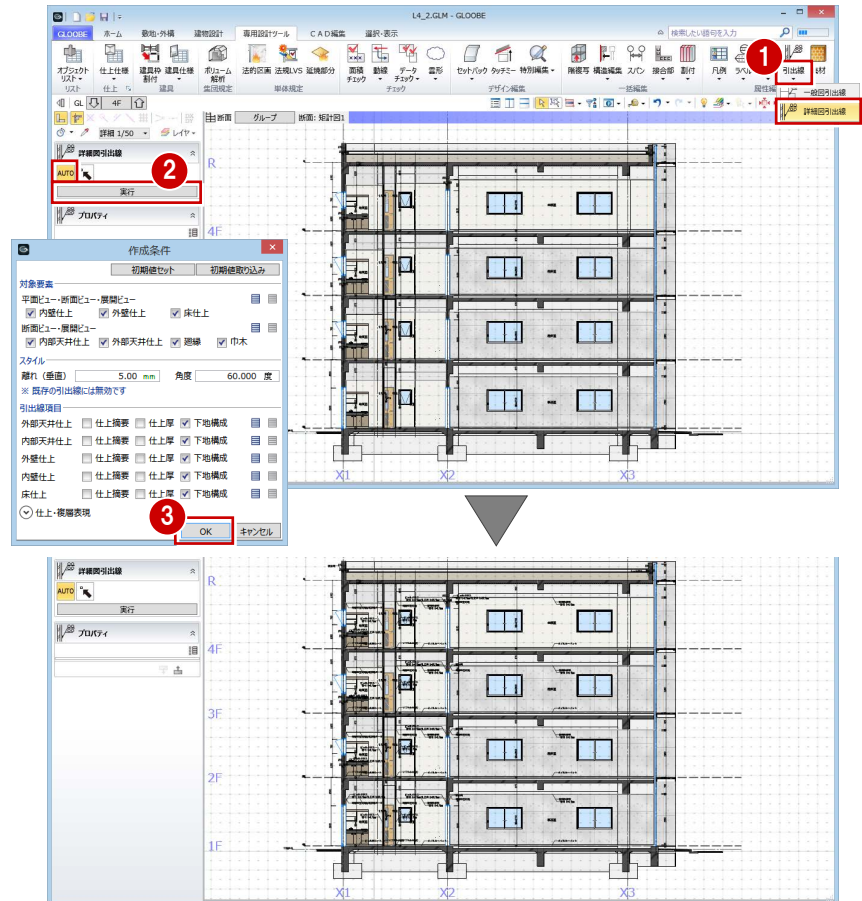 L4_2.GLM - GLOOBE
GLOOBE ホーム 敷地・外構 建物設計 専用設計ツール CAD編集 選択・表示 検索したい語句を入力
オブジェクトリスト 仕上仕様 建具枠割付 建具仕様 ボリューム解析 法的区画 法規LVS 延焼部分 面積チェック 動線 データチェック 雲形 セットバック タッチミー 特別編集 階複写 構造編集 スパン 接合部 割付 凡例 引出線
リスト 仕上 建具 集団規定 単体規定 チェック デザイン編集 一括編集
1
一般図引出線
詳細図引出線
GL 4F
断面 グループ 断面: 矩計図1
詳細 1/50 レイヤ
詳細図引出線
AUTO
2
実行
プロパティ
R
4F
作成条件
初期値セット 初期値取り込み
対象要素
平面ビュー・断面ビュー・展開ビュー
内壁仕上 外壁仕上 床仕上
断面ビュー・展開ビュー
内部天井仕上 外部天井仕上 廻縁 巾木
スタイル
離れ（垂直） 5.00 mm 角度 60.000 度
※ 既存の引出線には無効です
引出線項目
外部天井仕上 仕上摘要 仕上厚 下地構成
内部天井仕上 仕上摘要 仕上厚 下地構成
外壁仕上 仕上摘要 仕上厚 下地構成
内壁仕上 仕上摘要 仕上厚 下地構成
床仕上 仕上摘要 仕上厚 下地構成
仕上・複層表現
3
OK キャンセル
X1 X2 X3
詳細図引出線
AUTO
実行
プロパティ
R
4F
3F
2F
1F
X1 X2 X3